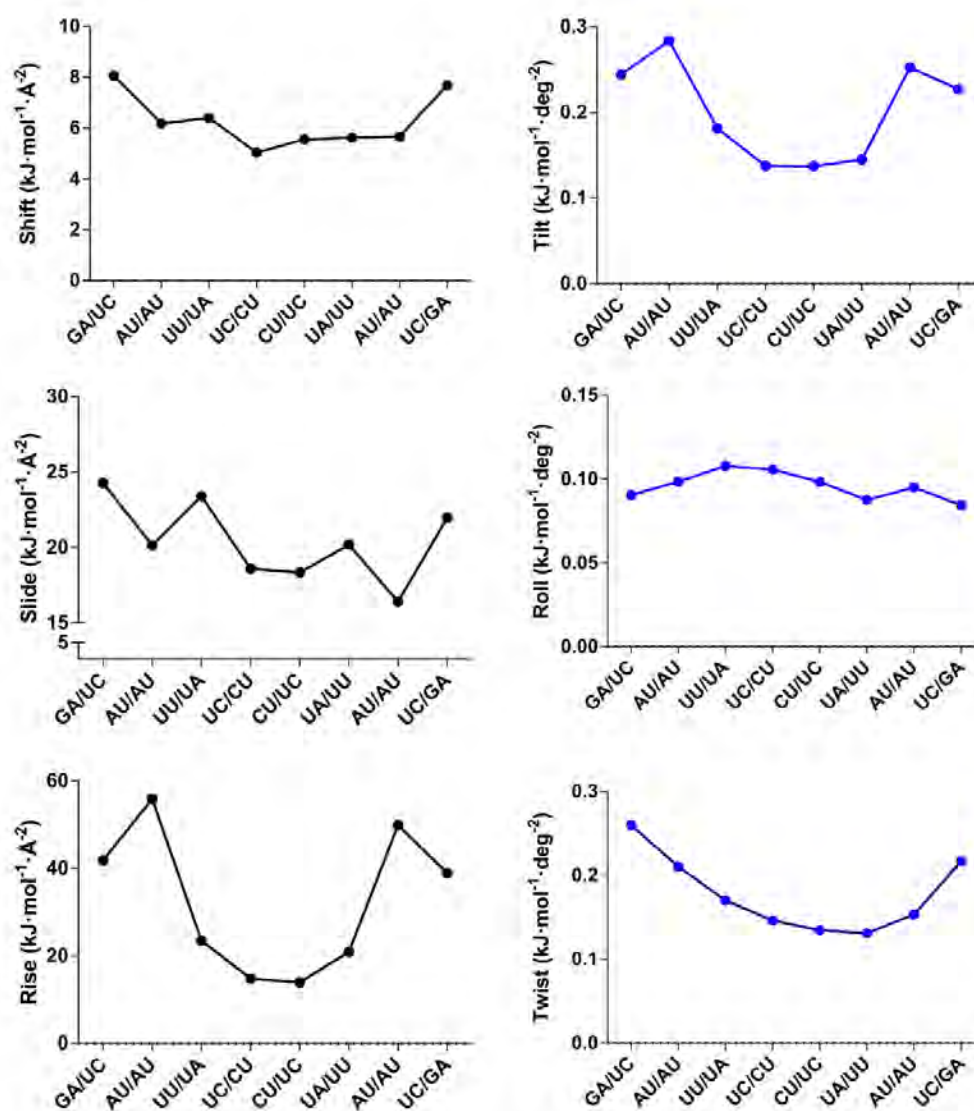 10
8
6
4
2
0
Shift (kJ·mol⁻¹·Å⁻²)
GA/UC AU/AU UU/UA UC/CU CU/UC UA/UU AU/AU UC/GA
0.3
0.2
0.1
0.0
Tilt (kJ·mol⁻¹·deg⁻²)
GA/UC AU/AU UU/UA UC/CU CU/UC UA/UU AU/AU UC/GA
30
25
20
15
5
Slide (kJ·mol⁻¹·Å⁻²)
GA/UC AU/AU UU/UA UC/CU CU/UC UA/UU AU/AU UC/GA
0.15
0.10
0.05
0.00
Roll (kJ·mol⁻¹·deg⁻²)
GA/UC AU/AU UU/UA UC/CU CU/UC UA/UU AU/AU UC/GA
60
40
20
0
Rise (kJ·mol⁻¹·Å⁻²)
GA/UC AU/AU UU/UA UC/CU CU/UC UA/UU AU/AU UC/GA
0.3
0.2
0.1
0.0
Twist (kJ·mol⁻¹·deg⁻²)
GA/UC AU/AU UU/UA UC/CU CU/UC UA/UU AU/AU UC/GA